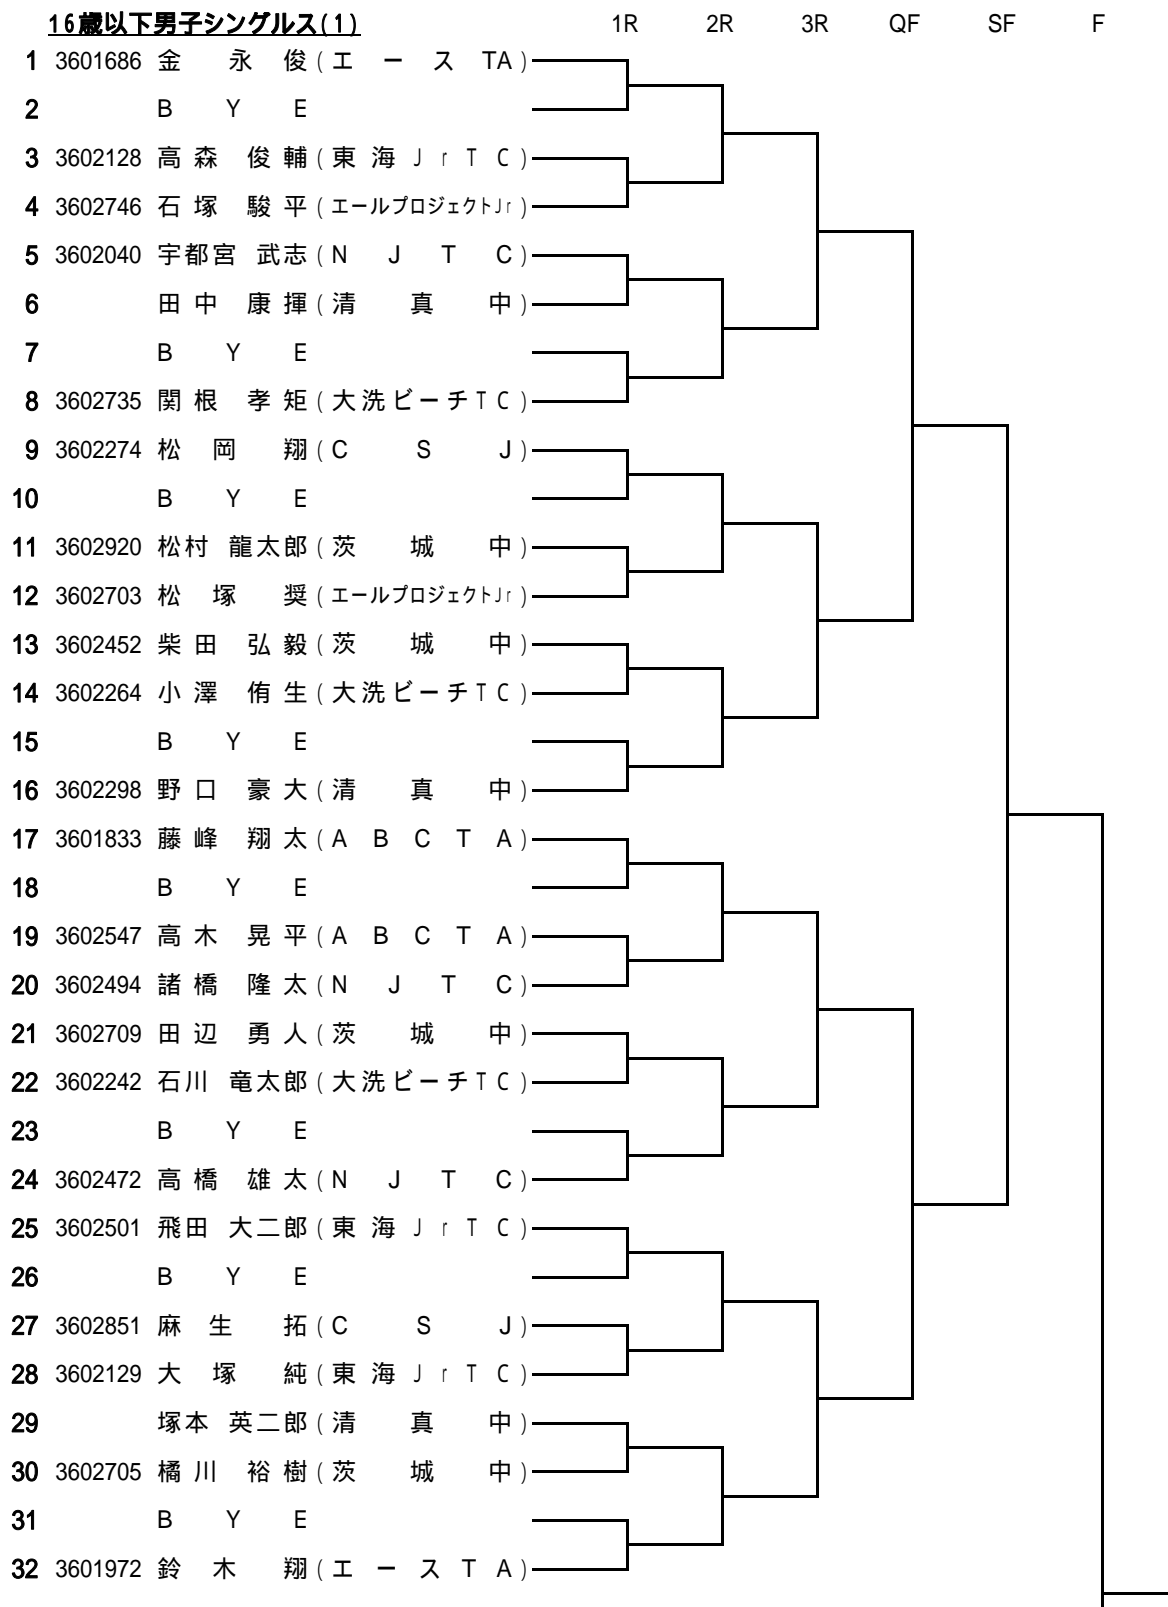 16歳以下男子シングルス(1) 1R 2R 3R QF SF F
1 3601686 金 永 俊(エ ー ス TA)
2 B Y E
3 3602128 高森 俊輔(東 海 J r T C)
4 3602746 石塚 駿平(エールプロジェクトJr)
5 3602040 宇都宮 武志(N J T C)
6 田中 康揮(清 真 中)
7 B Y E
8 3602735 関根 孝矩(大洗ビーチTC)
9 3602274 松 岡 翔(C S J)
10 B Y E
11 3602920 松村 龍太郎(茨 城 中)
12 3602703 松 塚 奨(エールプロジェクトJr)
13 3602452 柴田 弘毅(茨 城 中)
14 3602264 小澤 侑生(大洗ビーチTC)
15 B Y E
16 3602298 野口 豪大(清 真 中)
17 3601833 藤峰 翔太(A B C T A)
18 B Y E
19 3602547 高木 晃平(A B C T A)
20 3602494 諸橋 隆太(N J T C)
21 3602709 田辺 勇人(茨 城 中)
22 3602242 石川 竜太郎(大洗ビーチTC)
23 B Y E
24 3602472 高橋 雄太(N J T C)
25 3602501 飛田 大二郎(東 海 J r T C)
26 B Y E
27 3602851 麻 生 拓(C S J)
28 3602129 大 塚 純(東 海 J r T C)
29 塚本 英二郎(清 真 中)
30 3602705 橘川 裕樹(茨 城 中)
31 B Y E
32 3601972 鈴 木 翔(エ ー ス T A)